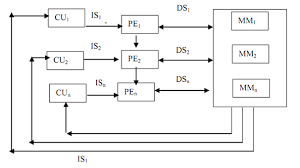 CU₁ IS₁ PE₁ DS₁ MM₁
CU₂ IS₂ PE₂ DS₂ MM₂
CUₙ ISₙ PEₙ DSₙ MMₙ
IS₁